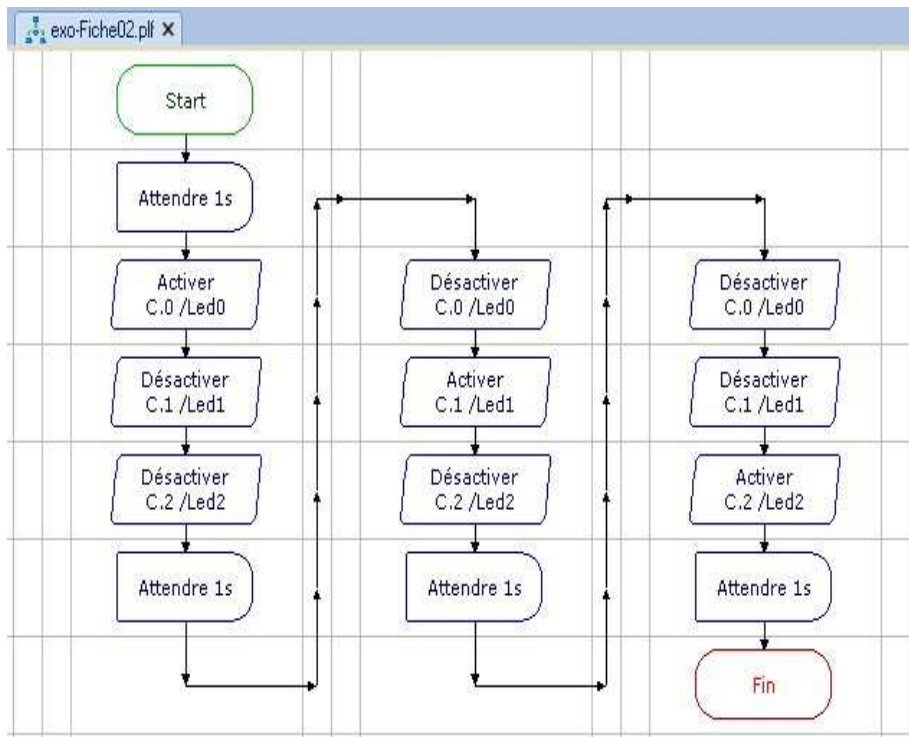 exo-Fiche02.plf X
Start
Attendre 1s
Activer
C.0 /Led0
Désactiver
C.1 /Led1
Désactiver
C.2 /Led2
Attendre 1s
Désactiver
C.0 /Led0
Activer
C.1 /Led1
Désactiver
C.2 /Led2
Attendre 1s
Désactiver
C.0 /Led0
Désactiver
C.1 /Led1
Activer
C.2 /Led2
Attendre 1s
Fin